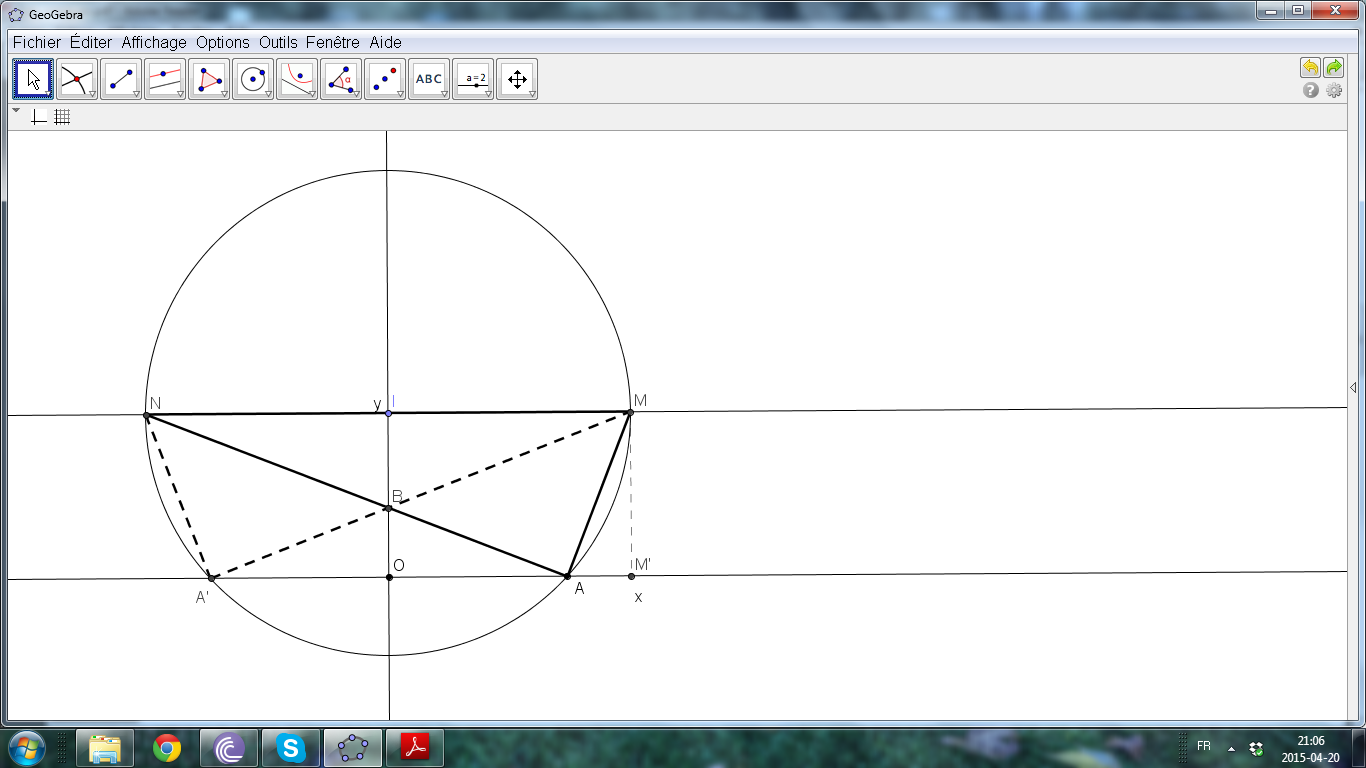 GeoGebra
Fichier Éditer Affichage Options Outils Fenêtre Aide
ABC
a=2
α
N
y
I
M
B
O
M'
A'
A
x
FR
21:06
2015-04-20